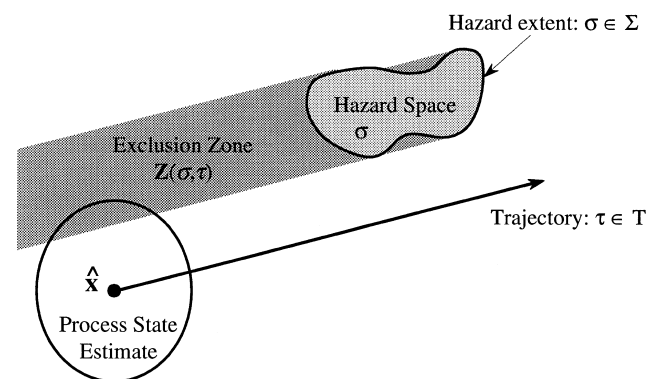 Hazard extent: σ ∈ Σ
Hazard Space
σ
Exclusion Zone
Z(σ,τ)
Trajectory: τ ∈ T
x̂
Process State
Estimate